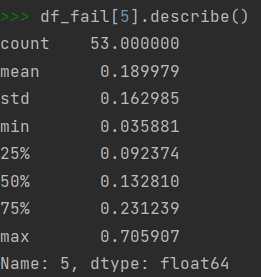 >>> df_fail[5].describe()
count    53.000000
mean      0.189979
std       0.162985
min       0.035881
25%       0.092374
50%       0.132810
75%       0.231239
max       0.705907
Name: 5, dtype: float64